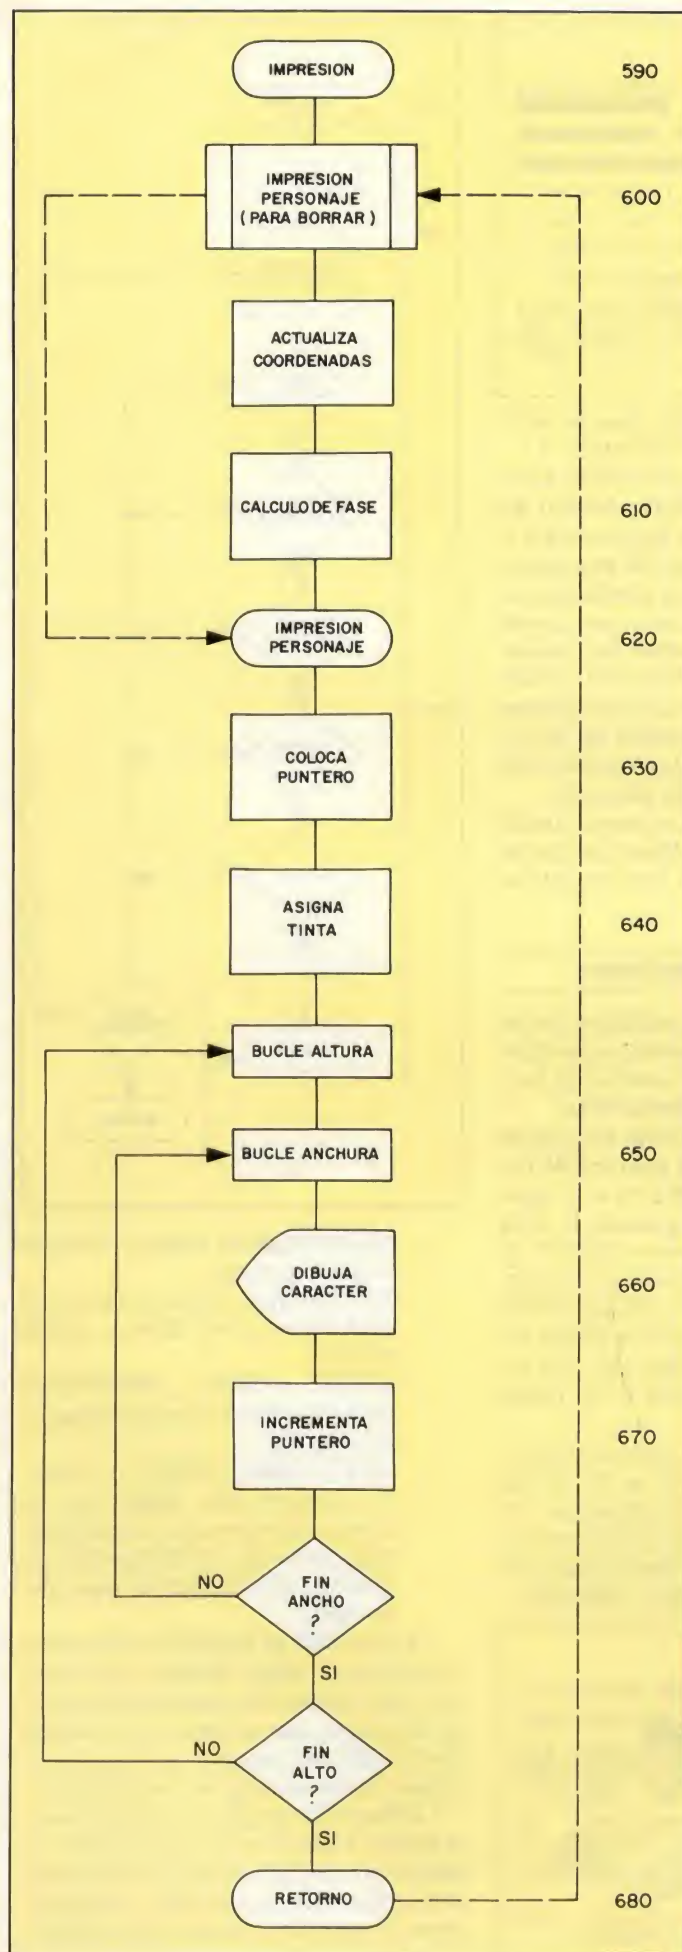 IMPRESION
590
IMPRESION
PERSONAJE
(PARA BORRAR)
600
ACTUALIZA
COORDENADAS
CALCULO DE FASE
610
IMPRESION
PERSONAJE
620
COLOCA
PUNTERO
630
ASIGNA
TINTA
640
BUCLE ALTURA
BUCLE ANCHURA
650
DIBUJA
CARACTER
660
INCREMENTA
PUNTERO
670
NO
FIN
ANCHO
?
SI
NO
FIN
ALTO
?
SI
RETORNO
680